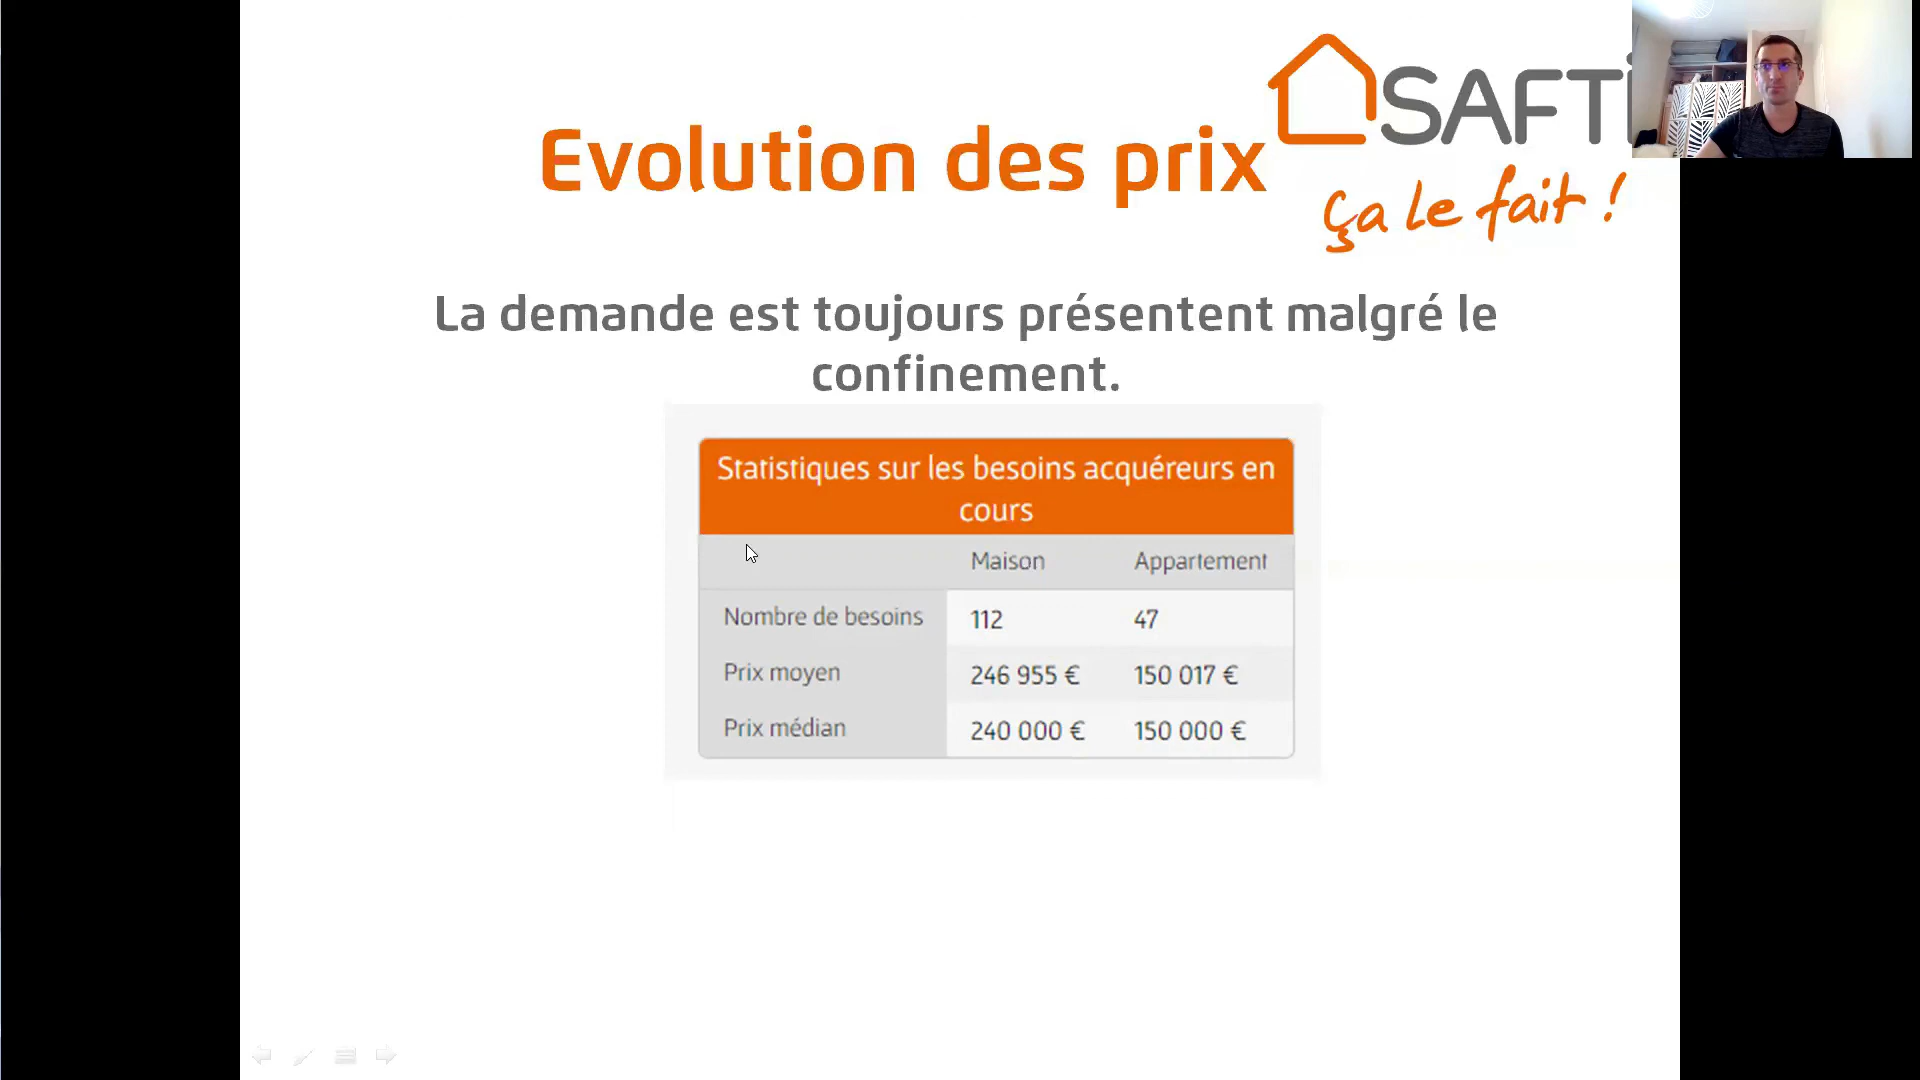 SAFTi
Evolution des prix
ça le fait !
La demande est toujours présentent malgré le
confinement.
Statistiques sur les besoins acquéreurs en
cours
Maison Appartement
Nombre de besoins 112 47
Prix moyen 246 955 € 150 017 €
Prix médian 240 000 € 150 000 €